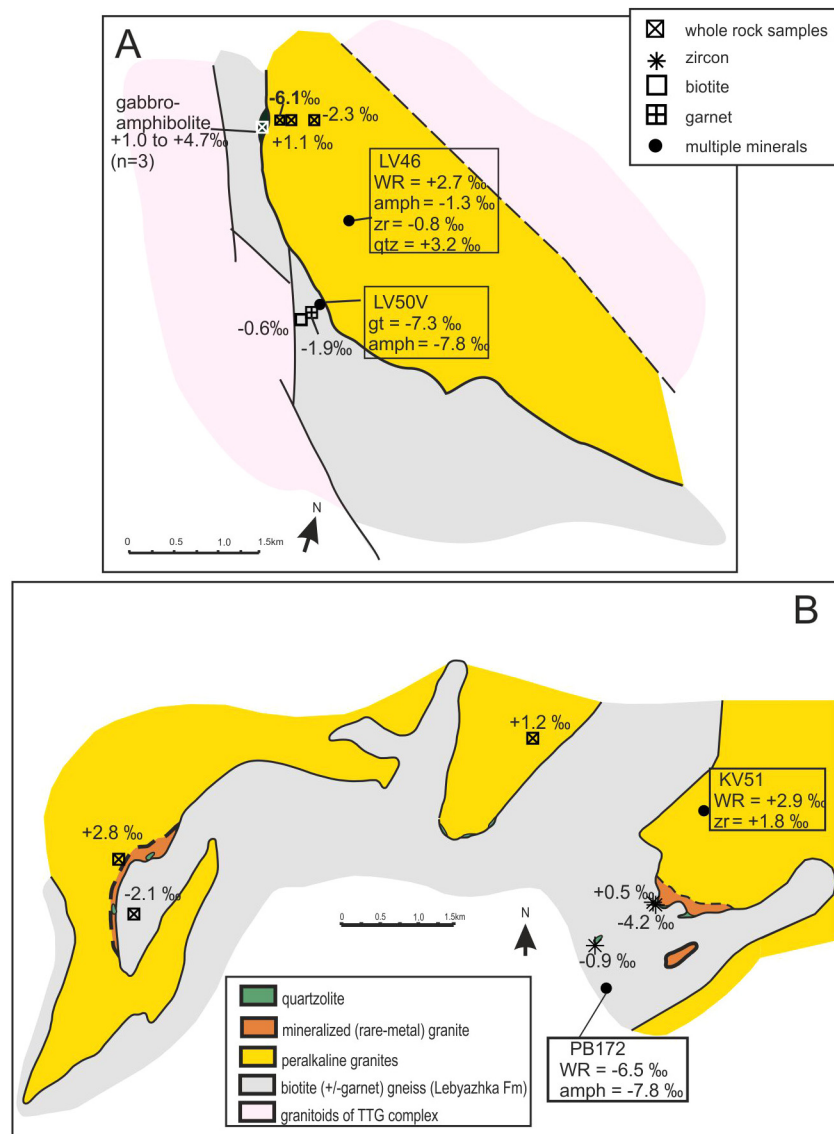 A
whole rock samples
zircon
biotite
garnet
multiple minerals
gabbro-
amphibolite
+1.0 to +4.7‰
(n=3)
-6.1‰
-2.3 ‰
+1.1 ‰
LV46
WR = +2.7 ‰
amph = -1.3 ‰
zr = -0.8 ‰
qtz = +3.2 ‰
LV50V
gt = -7.3 ‰
amph = -7.8 ‰
-0.6‰
-1.9‰
N
0 0.5 1.0 1.5km
B
+1.2 ‰
KV51
WR = +2.9 ‰
zr = +1.8 ‰
+2.8 ‰
-2.1 ‰
+0.5 ‰
-4.2 ‰
-0.9 ‰
0 0.5 1.0 1.5km
N
quartzolite
mineralized (rare-metal) granite
peralkaline granites
biotite (+/-garnet) gneiss (Lebyazhka Fm)
granitoids of TTG complex
PB172
WR = -6.5 ‰
amph = -7.8 ‰